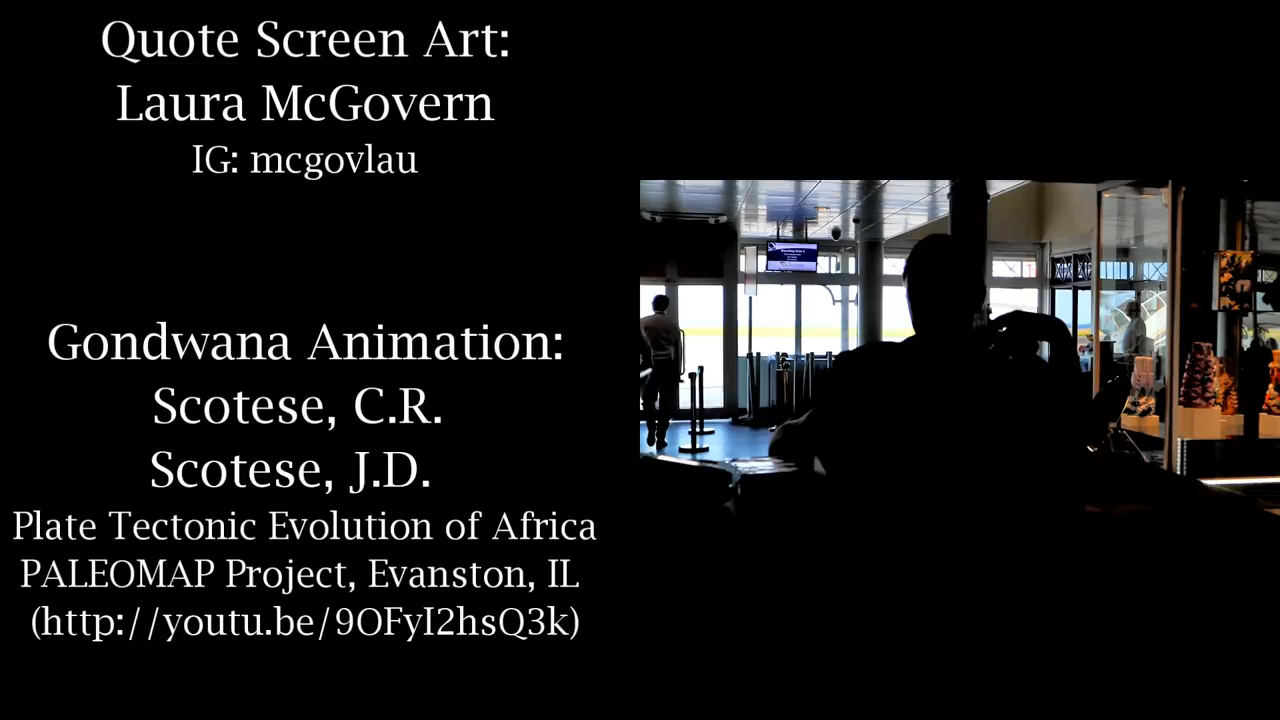 Quote Screen Art:
Laura McGovern
IG: mcgovlau
Gondwana Animation:
Scotese, C.R.
Scotese, J.D.
Plate Tectonic Evolution of Africa
PALEOMAP Project, Evanston, IL
(http://youtu.be/9OFyI2hsQ3k)